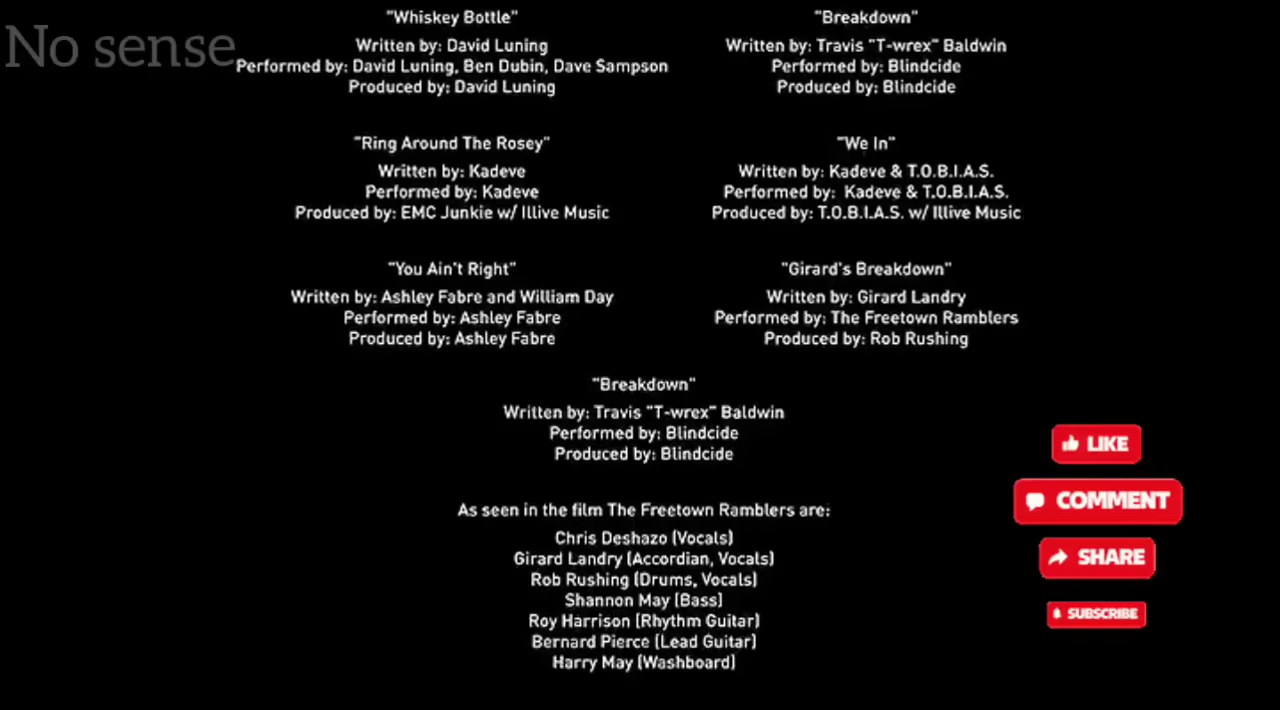 No sense
"Whiskey Bottle"
Written by: David Luning
Performed by: David Luning, Ben Dubin, Dave Sampson
Produced by: David Luning
"Breakdown"
Written by: Travis "T-wrex" Baldwin
Performed by: Blindcide
Produced by: Blindcide
"Ring Around The Rosey"
Written by: Kadeve
Performed by: Kadeve
Produced by: EMC Junkie w/ Illive Music
"We In"
Written by: Kadeve & T.O.B.I.A.S.
Performed by: Kadeve & T.O.B.I.A.S.
Produced by: T.O.B.I.A.S. w/ Illive Music
"You Ain't Right"
Written by: Ashley Fabre and William Day
Performed by: Ashley Fabre
Produced by: Ashley Fabre
"Girard's Breakdown"
Written by: Girard Landry
Performed by: The Freetown Ramblers
Produced by: Rob Rushing
"Breakdown"
Written by: Travis "T-wrex" Baldwin
Performed by: Blindcide
Produced by: Blindcide
As seen in the film The Freetown Ramblers are:
Chris Deshazo (Vocals)
Girard Landry (Accordian, Vocals)
Rob Rushing (Drums, Vocals)
Shannon May (Bass)
Roy Harrison (Rhythm Guitar)
Bernard Pierce (Lead Guitar)
Harry May (Washboard)
LIKE
COMMENT
SHARE
SUBSCRIBE